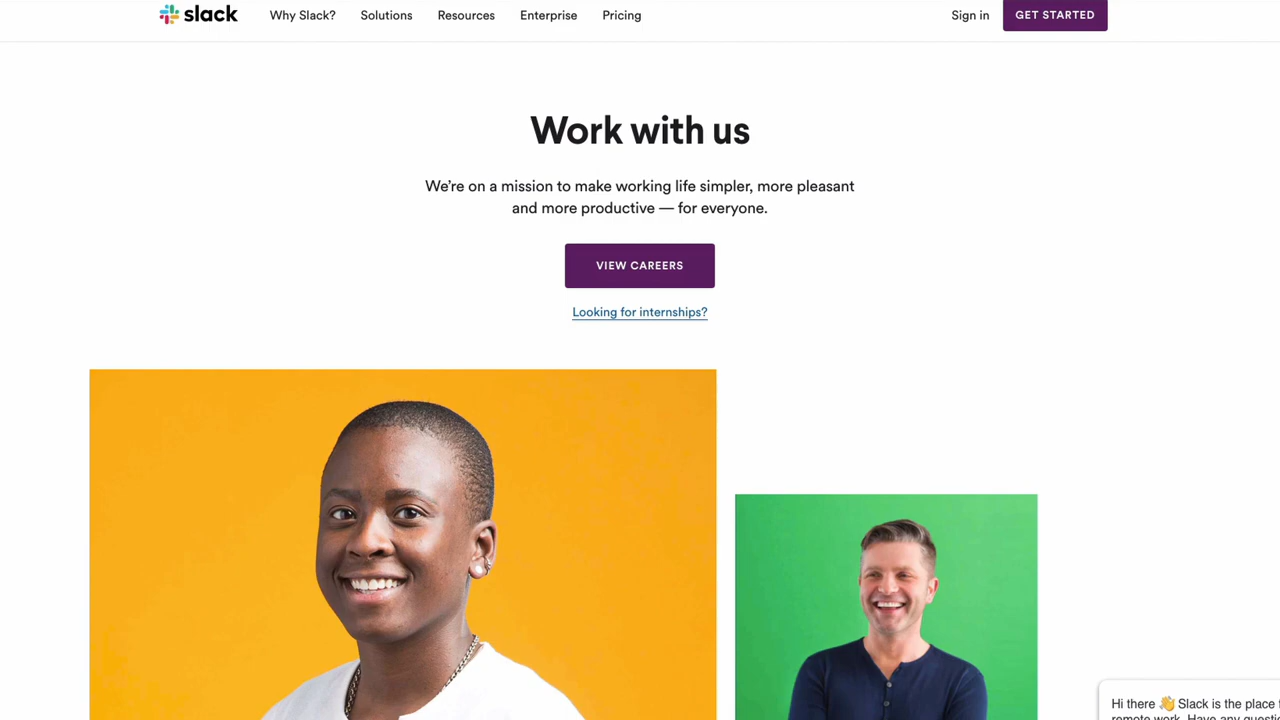 slack Why Slack? Solutions Resources Enterprise Pricing Sign in GET STARTED
Work with us
We're on a mission to make working life simpler, more pleasant
and more productive — for everyone.
VIEW CAREERS
Looking for internships?
Hi there 👋 Slack is the place
remote work. Have any